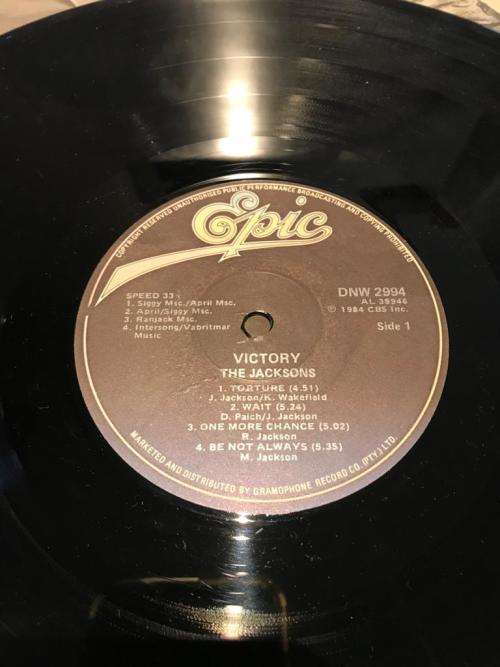 COPYRIGHT RESERVED UNAUTHORISED PUBLIC PERFORMANCE BROADCASTING AND COPYING PROHIBITED
Epic
SPEED 33
1. Siggy Msc./April Msc.
2. April/Siggy Msc.
3. Ranjack Msc.
4. Intersong/Vabritmar
Music
DNW 2994
AL 38946
℗ 1984 CBS Inc.
Side 1
VICTORY
THE JACKSONS
1. TORTURE (4.51)
J. Jackson/K. Wakefield
2. WAIT (5.24)
D. Paich/J. Jackson
3. ONE MORE CHANCE (5.02)
R. Jackson
4. BE NOT ALWAYS (5.35)
M. Jackson
MARKETED AND DISTRIBUTED BY GRAMOPHONE RECORD CO. (PTY.) LTD.